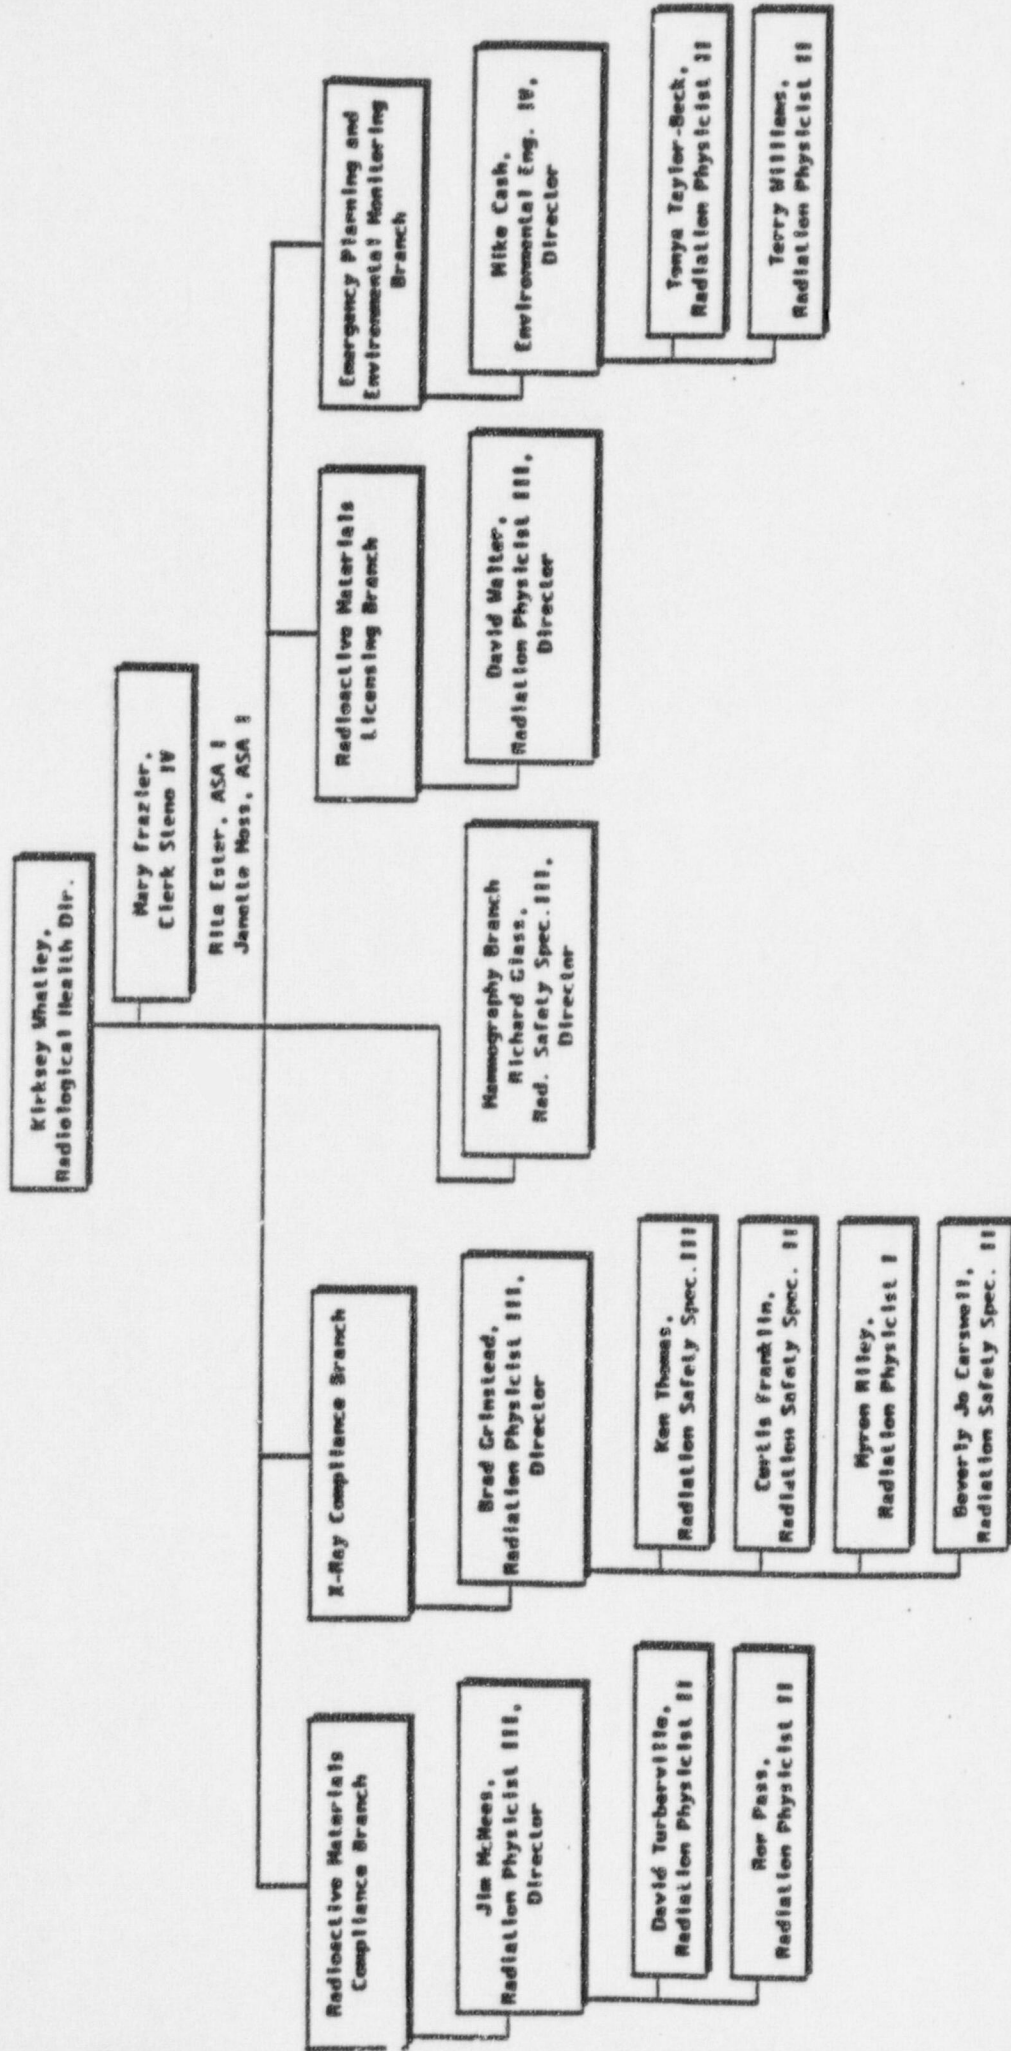 Kirksey Whatley,
Radiological Health Dir.
Mary Frazier,
Clerk Steno IV
Rita Ester, ASA I
Janette Moss, ASA I
Radioactive Materials
Compliance Branch
Jim McNees,
Radiation Physicist III,
Director
David Turberville,
Radiation Physicist II
Ror Pass,
Radiation Physicist II
X-Ray Compliance Branch
Brad Grinstead,
Radiation Physicist III,
Director
Ken Thomas,
Radiation Safety Spec. III
Curtis Franklin,
Radiation Safety Spec. II
Myron Riley,
Radiation Physicist I
Beverly Jo Carswell,
Radiation Safety Spec. II
Mammography Branch
Richard Glass,
Rad. Safety Spec. III,
Director
Radioactive Materials
Licensing Branch
David Walter,
Radiation Physicist III,
Director
Emergency Planning and
Environmental Monitoring
Branch
Mike Cash,
Environmental Eng. IV,
Director
Tonya Taylor-Beck,
Radiation Physicist II
Terry Williams,
Radiation Physicist II